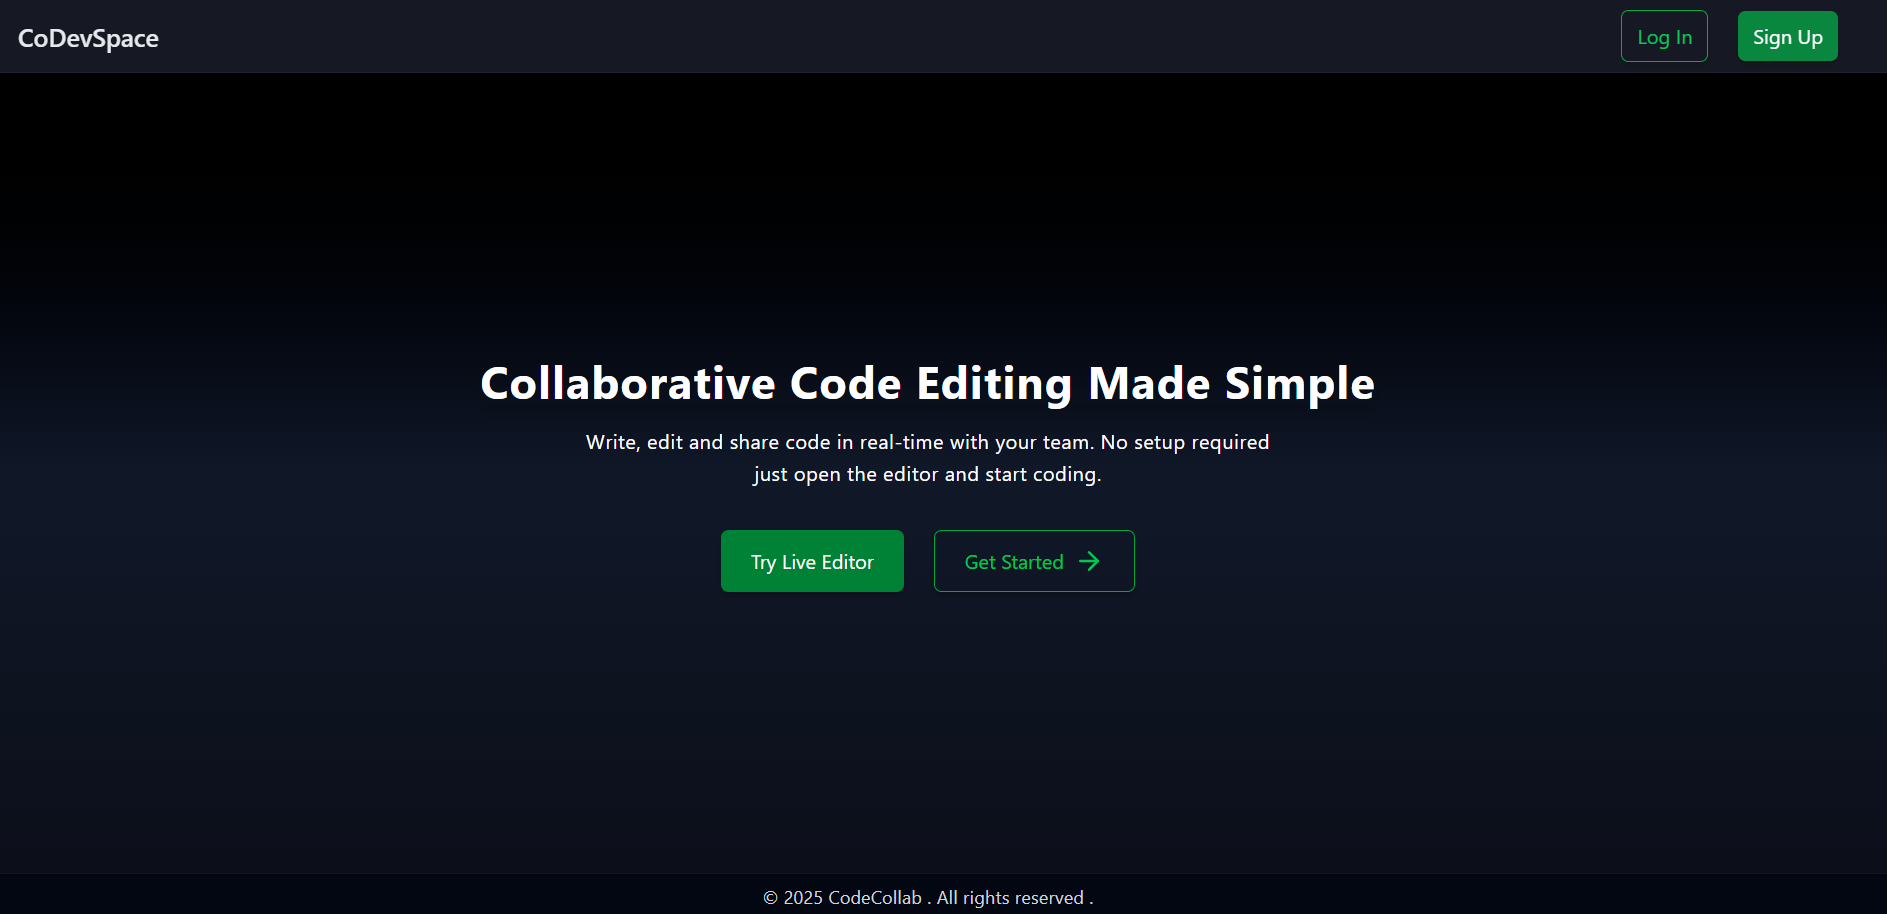 CoDevSpace
Log In
Sign Up
Collaborative Code Editing Made Simple
Write, edit and share code in real-time with your team. No setup required
just open the editor and start coding.
Try Live Editor
Get Started
© 2025 CodeCollab . All rights reserved .